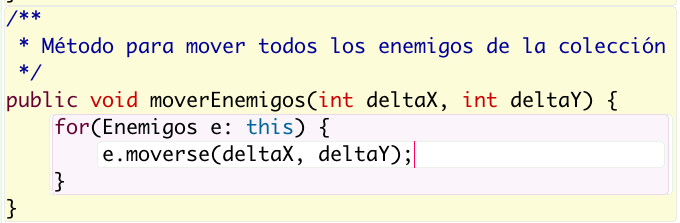 /**
 * Método para mover todos los enemigos de la colección
 */
public void moverEnemigos(int deltaX, int deltaY) {
    for(Enemigos e: this) {
        e.moverse(deltaX, deltaY);
    }
}